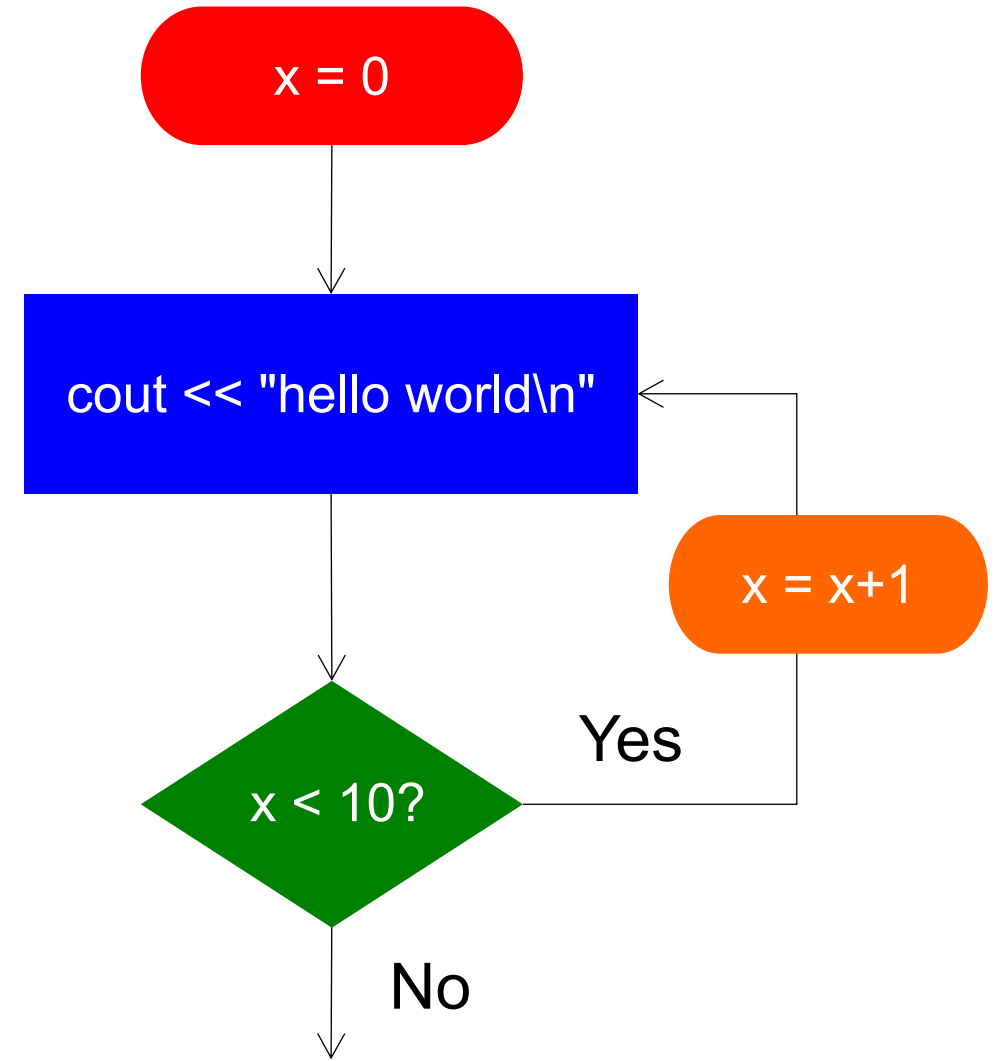 x = 0
cout << "hello world\n"
x = x+1
Yes
x < 10?
No